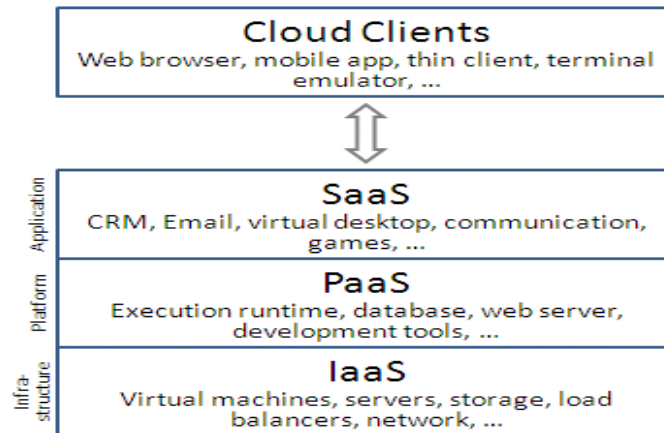 Cloud Clients
Web browser, mobile app, thin client, terminal
emulator, ...
Application
SaaS
CRM, Email, virtual desktop, communication,
games, ...
Platform
PaaS
Execution runtime, database, web server,
development tools, ...
Infra-
structure
IaaS
Virtual machines, servers, storage, load
balancers, network, ...